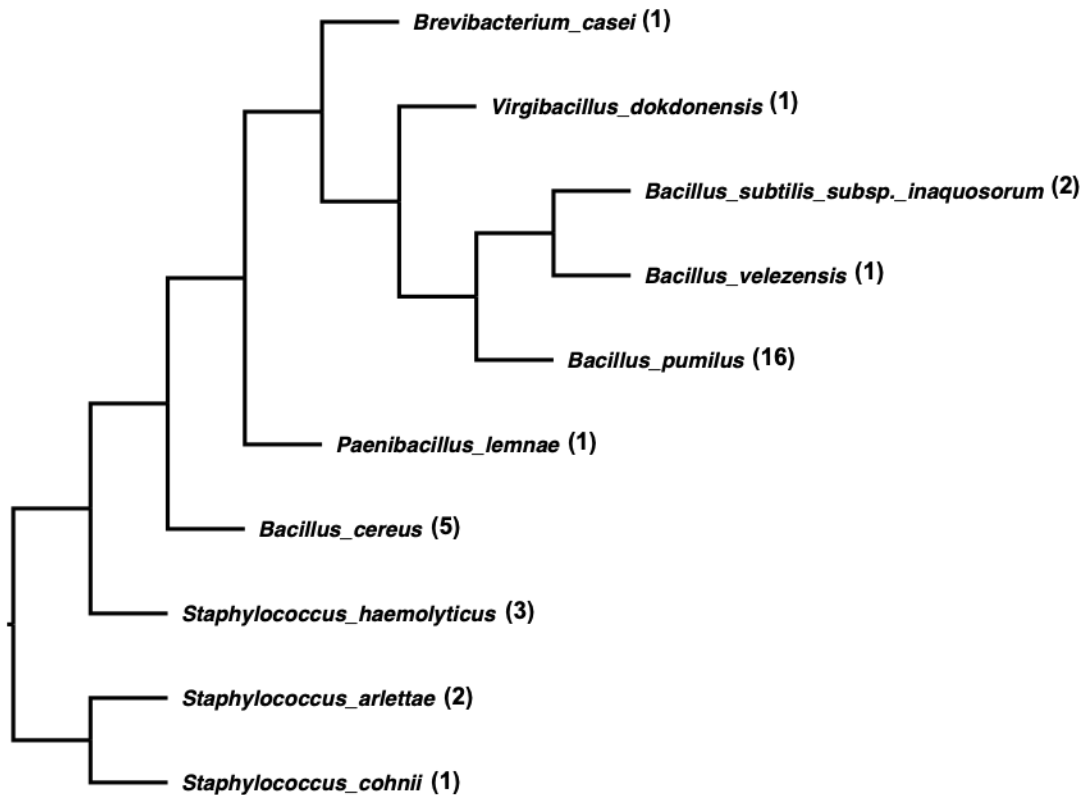 Brevibacterium_casei (1)
Virgibacillus_dokdonensis (1)
Bacillus_subtilis_subsp._inaquosorum (2)
Bacillus_velezensis (1)
Bacillus_pumilus (16)
Paenibacillus_lemnae (1)
Bacillus_cereus (5)
Staphylococcus_haemolyticus (3)
Staphylococcus_arlettae (2)
Staphylococcus_cohnii (1)